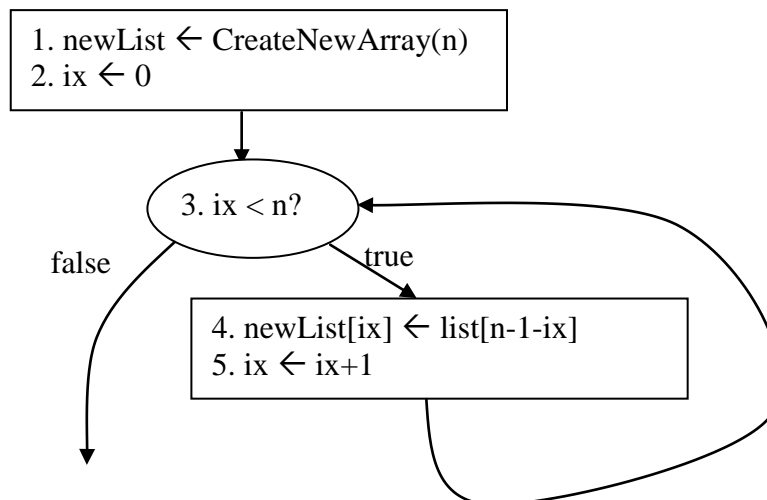 1. newList ← CreateNewArray(n)
2. ix ← 0
3. ix < n?
false
true
4. newList[ix] ← list[n-1-ix]
5. ix ← ix+1